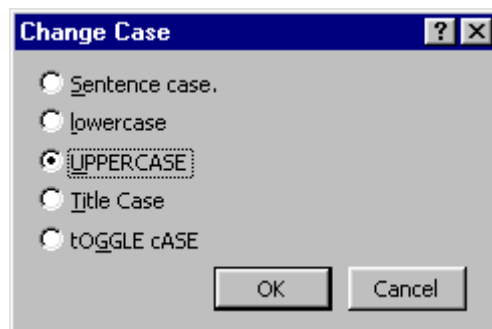 Change Case
Sentence case.
lowercase
UPPERCASE
Title Case
tOGGLE cASE
OK Cancel